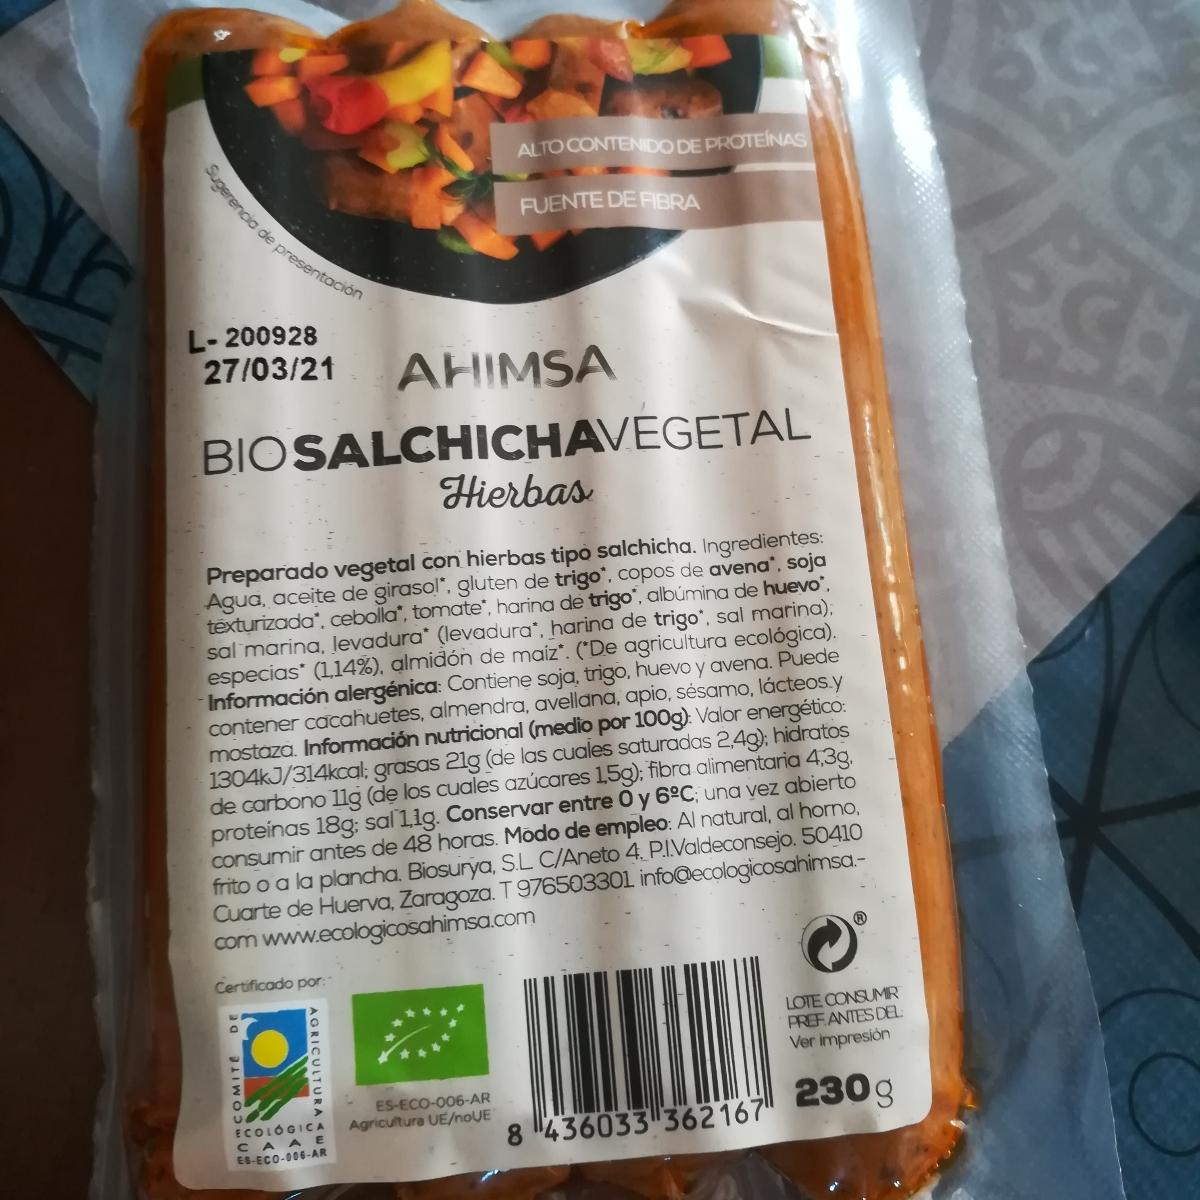 ALTO CONTENIDO DE PROTEÍNAS
FUENTE DE FIBRA
Sugerencia de presentación
L- 200928
27/03/21
AHIMSA
BIOSALCHICHAVEGETAL
Hierbas
Preparado vegetal con hierbas tipo salchicha. Ingredientes:
Agua, aceite de girasol*, gluten de trigo*, copos de avena*, soja
texturizada*, cebolla*, tomate*, harina de trigo*, albúmina de huevo*,
sal marina, levadura* (levadura*, harina de trigo*, sal marina);
especias* (1,14%), almidón de maíz*. (*De agricultura ecológica).
Información alergénica: Contiene soja, trigo, huevo y avena. Puede
contener cacahuetes, almendra, avellana, apio, sésamo, lácteos y
mostaza. Información nutricional (medio por 100g): Valor energético:
1304kJ/314kcal; grasas 21g (de las cuales saturadas 2,4g); hidratos
de carbono 11g (de los cuales azúcares 1,5g); fibra alimentaria 4,3g,
proteínas 18g; sal 1,1g. Conservar entre 0 y 6ºC; una vez abierto
consumir antes de 48 horas. Modo de empleo: Al natural, al horno,
frito o a la plancha. Biosurya, S.L. C/Aneto 4. P.I.Valdeconsejo. 50410
Cuarte de Huerva, Zaragoza. T 976503301 info@ecologicosahimsa.-
com www.ecologicosahimsa.com
Certificado por:
COMITÉ DE
AGRICULTURA
ECOLÓGICA
CAAE
ES-ECO-006-AR
ES-ECO-006-AR
Agricultura UE/noUE
8 436033 362167
®
LOTE. CONSUMIR
PREF. ANTES DEL:
Ver impresión
230 g